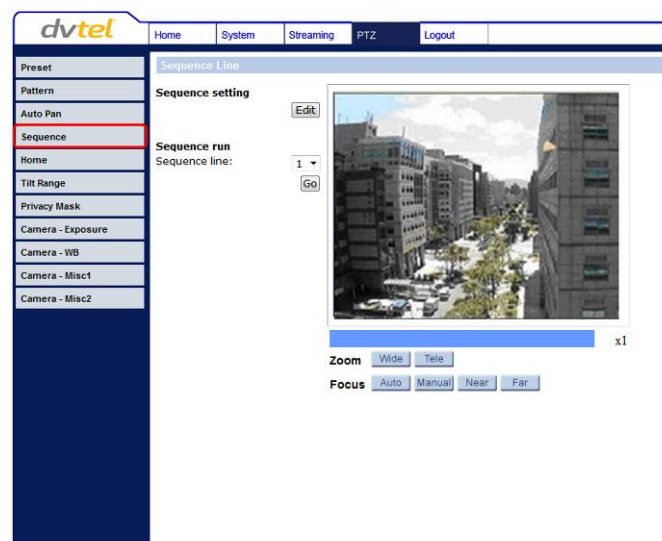 dvtel
Home System Streaming PTZ Logout
Preset
Pattern
Auto Pan
Sequence
Home
Tilt Range
Privacy Mask
Camera - Exposure
Camera - WB
Camera - Misc1
Camera - Misc2
Sequence Line
Sequence setting
Edit
Sequence run
Sequence line: 1
Go
x1
Zoom Wide Tele
Focus Auto Manual Near Far